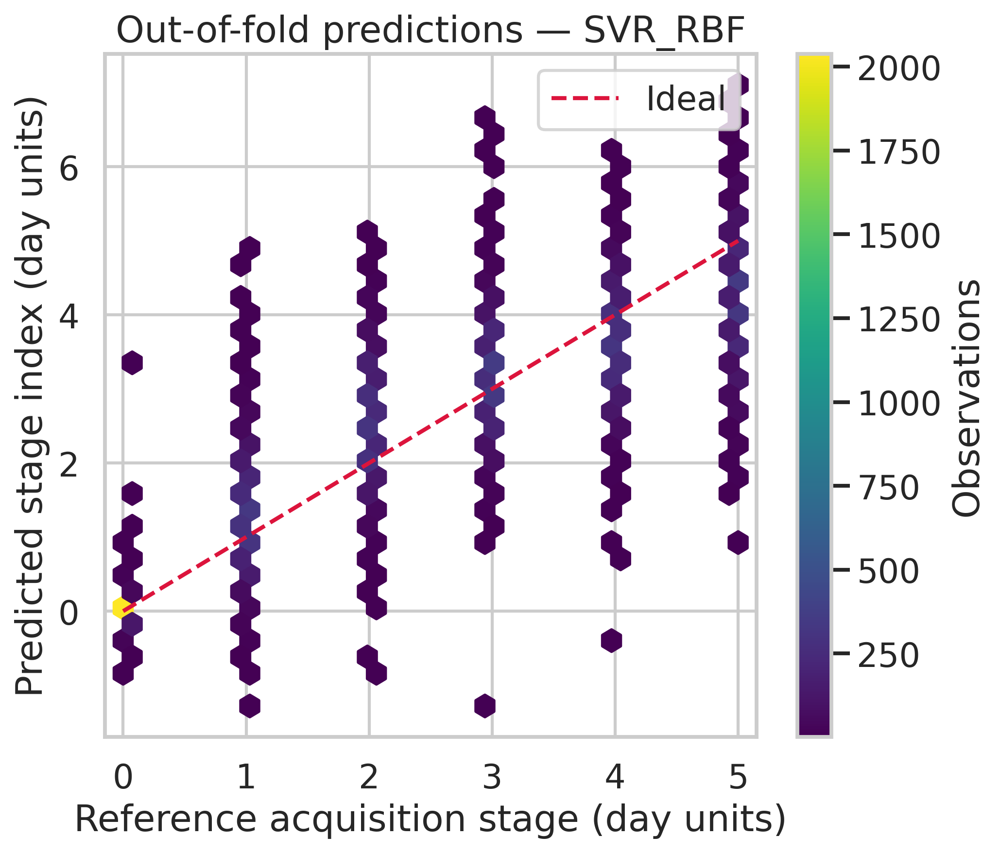 Out-of-fold predictions — SVR_RBF
Ideal
Predicted stage index (day units)
6
4
2
0
0 1 2 3 4 5
Reference acquisition stage (day units)
2000
1750
1500
1250
1000
750
500
250
Observations